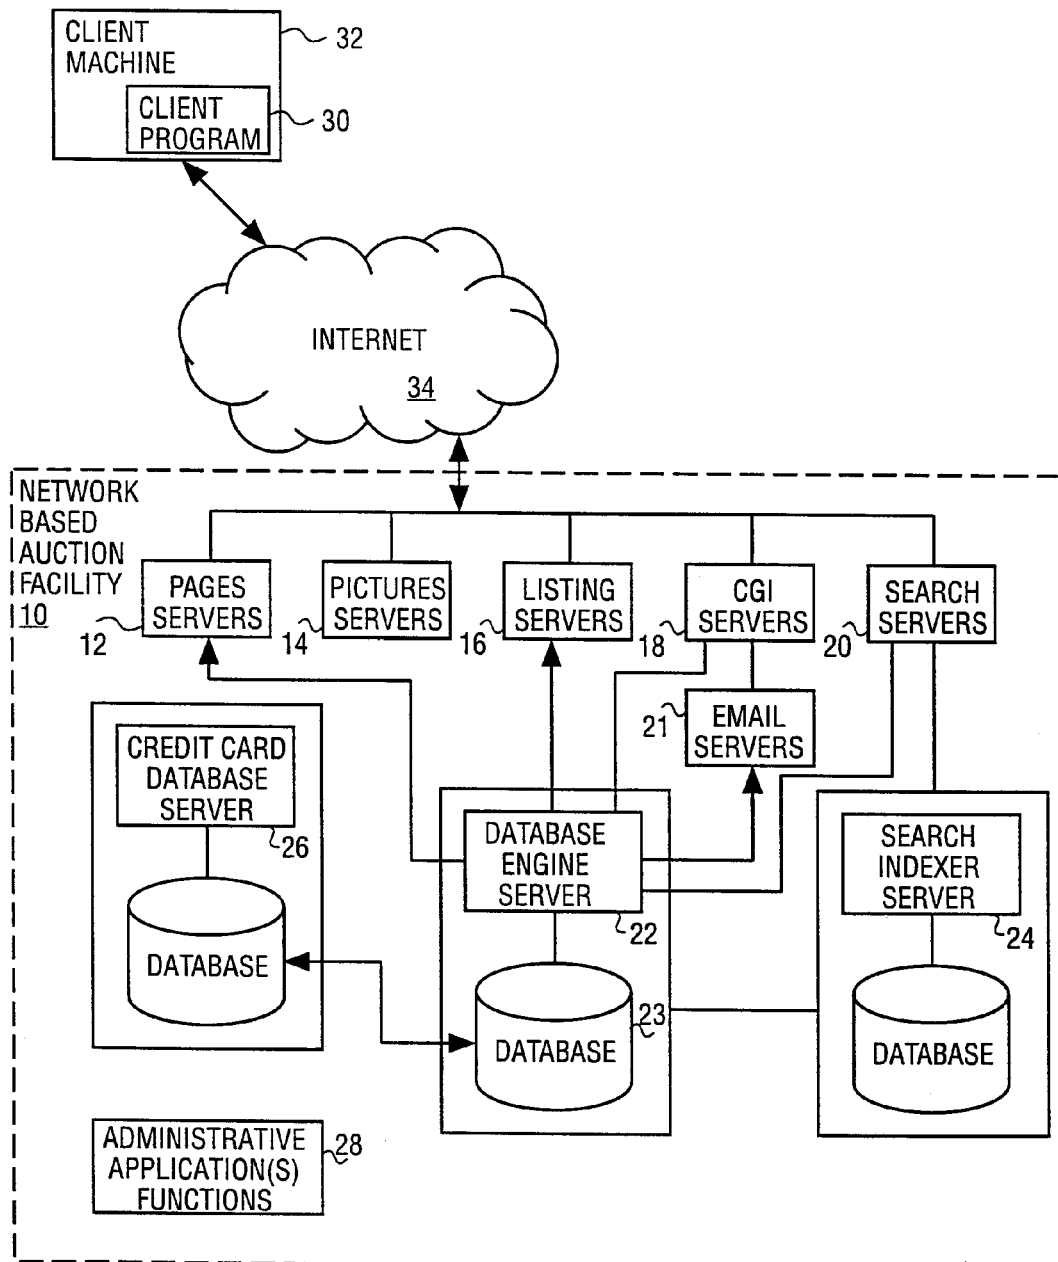 CLIENT
MACHINE
32
CLIENT
PROGRAM
30
INTERNET
34
NETWORK
BASED
AUCTION
FACILITY
10
PAGES
SERVERS
12
PICTURES
SERVERS
14
LISTING
SERVERS
16
CGI
SERVERS
18
SEARCH
SERVERS
20
21
EMAIL
SERVERS
CREDIT CARD
DATABASE
SERVER
26
DATABASE
ENGINE
SERVER
22
SEARCH
INDEXER
SERVER
24
DATABASE
23
DATABASE
DATABASE
ADMINISTRATIVE
APPLICATION(S)
FUNCTIONS
28